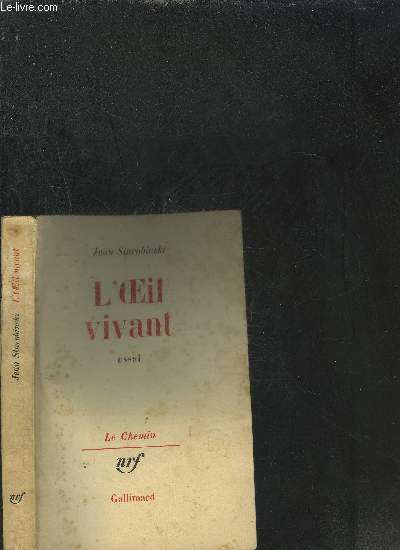 Le-livre.com
Jean Starobinski
L'Œil
vivant
essai
Le Chemin
nrf
Gallimard
Jean Starobinski L'Œil vivant
nrf